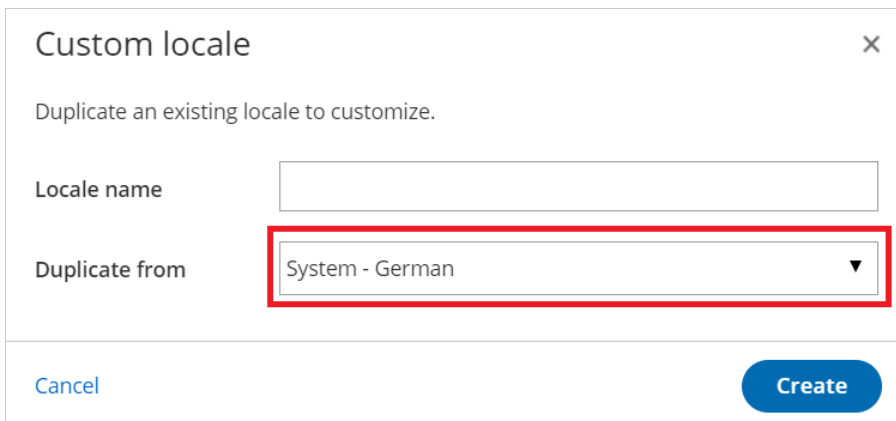 Custom locale
Duplicate an existing locale to customize.
Locale name
Duplicate from System - German
Cancel Create